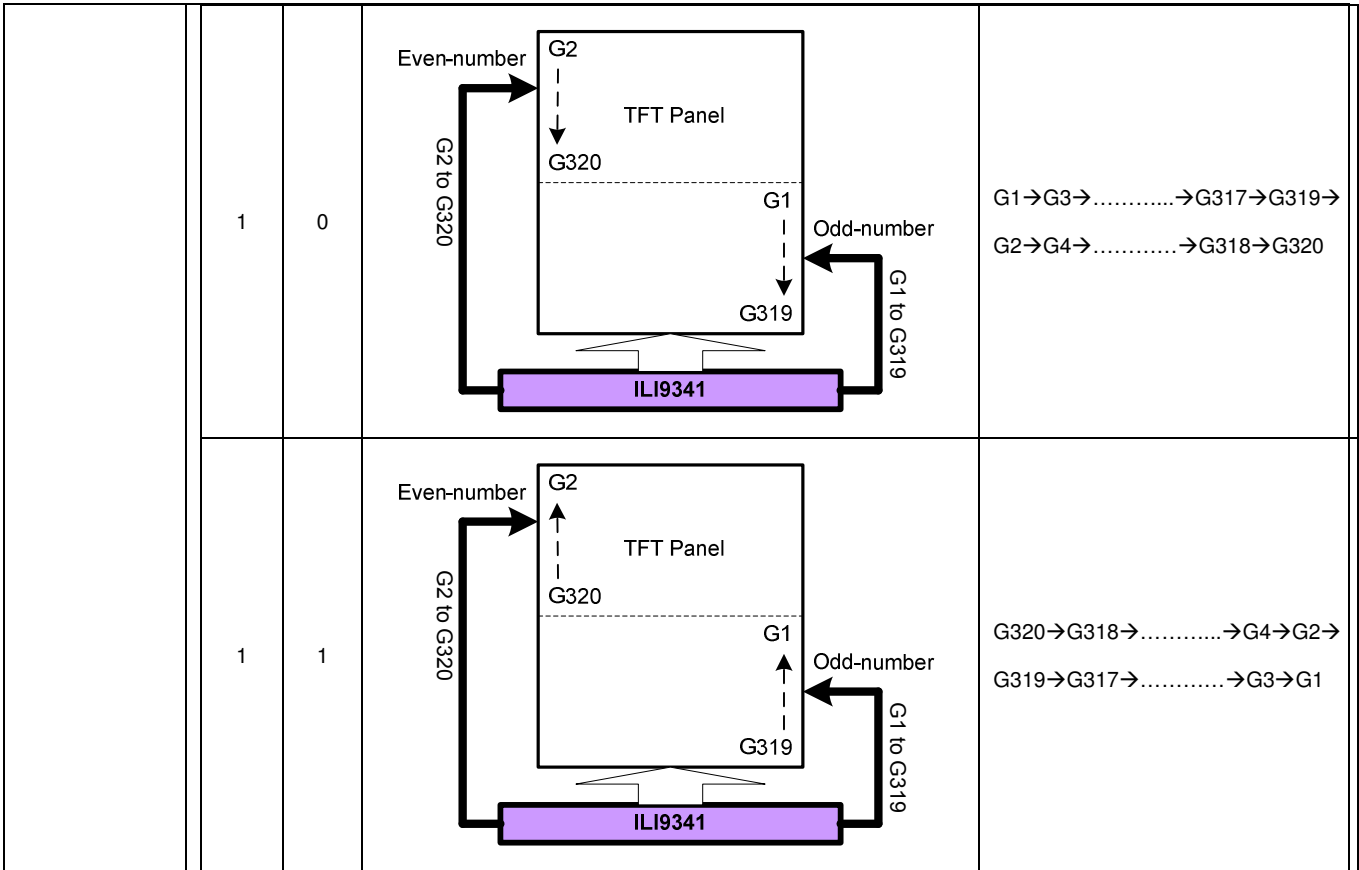 1
0
Even-number
G2
TFT Panel
G2 to G320
G320
G1
Odd-number
G1 to G319
G319
ILI9341
G1→G3→………...→G317→G319→
G2→G4→…………→G318→G320
1
1
Even-number
G2
TFT Panel
G2 to G320
G320
G1
Odd-number
G1 to G319
G319
ILI9341
G320→G318→………...→G4→G2→
G319→G317→…………→G3→G1